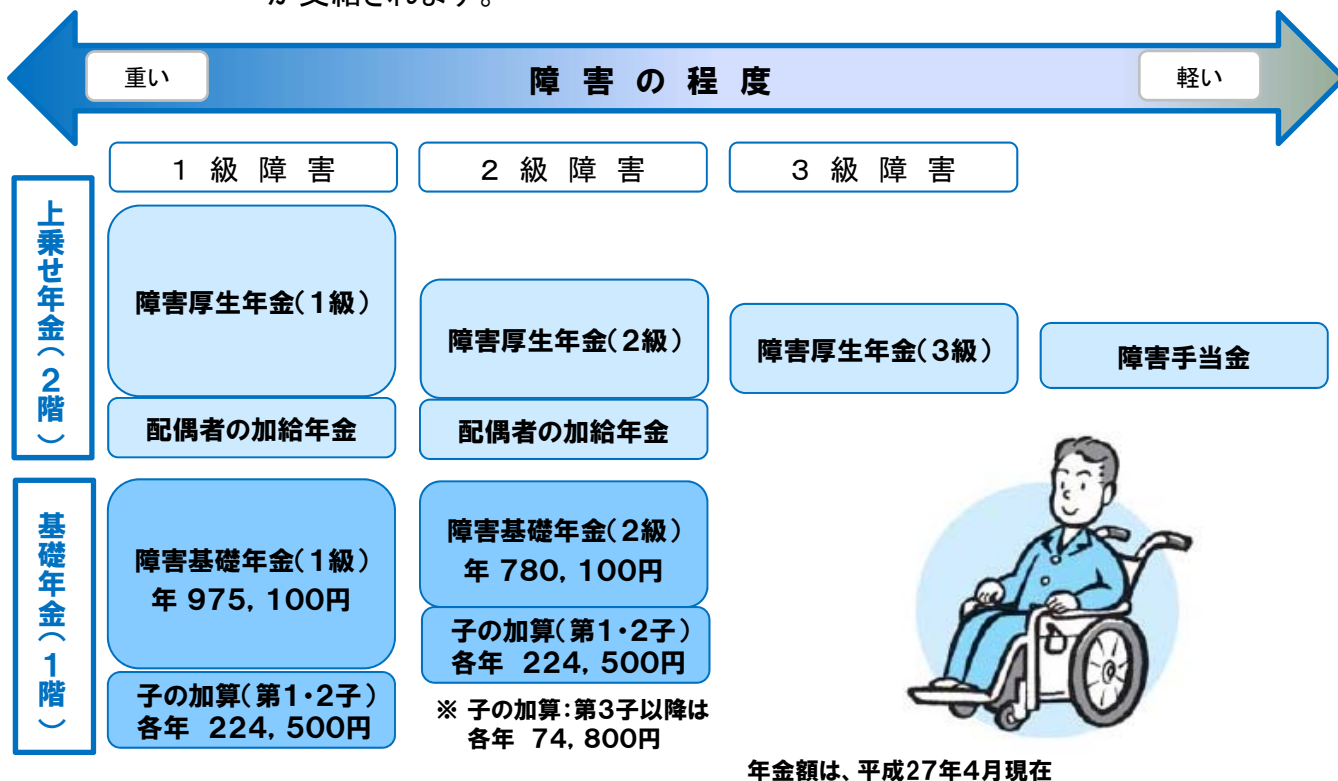 が支給されます。
重い
障害の程度
軽い
1級障害
2級障害
3級障害
上乗せ年金(2階)
障害厚生年金(1級)
障害厚生年金(2級)
障害厚生年金(3級)
障害手当金
配偶者の加給年金
配偶者の加給年金
基礎年金(1階)
障害基礎年金(1級)
年 975,100円
子の加算(第1・2子)
各年 224,500円
障害基礎年金(2級)
年 780,100円
子の加算(第1・2子)
各年 224,500円
※ 子の加算:第3子以降は
各年 74,800円
年金額は、平成27年4月現在